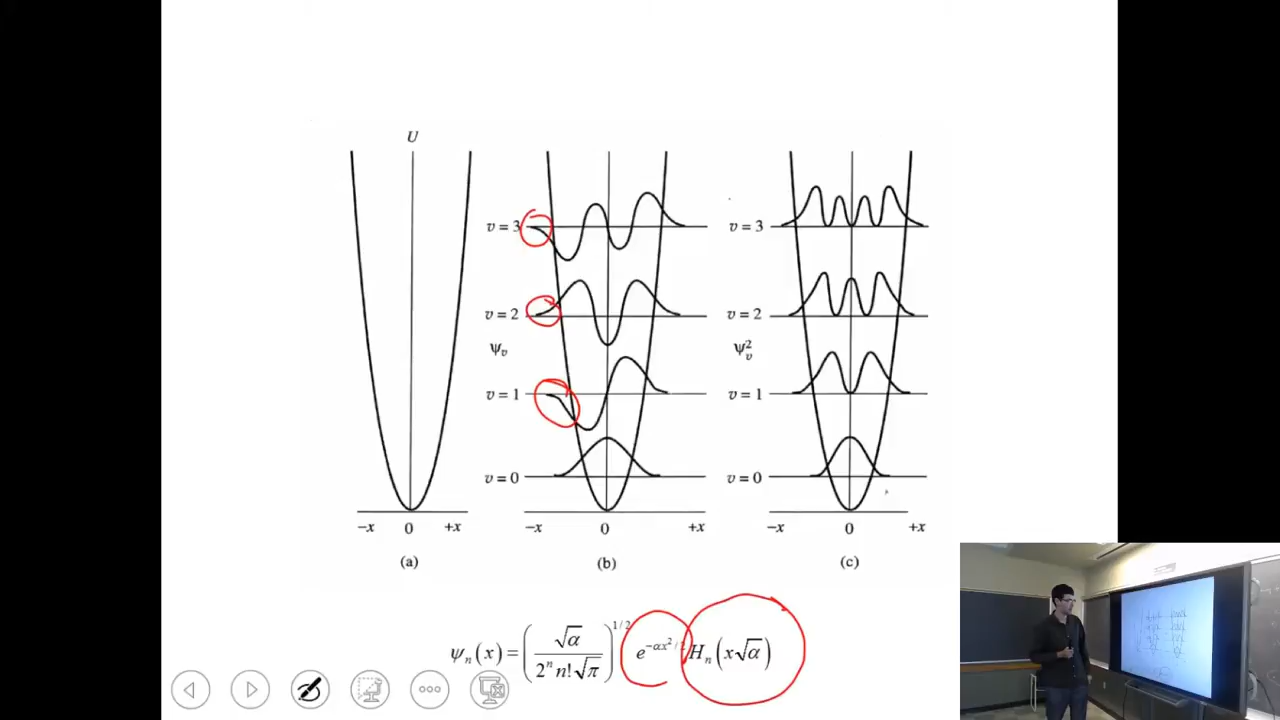 U
v = 3
v = 3
v = 2
v = 2
ψv
ψ²v
v = 1
v = 1
v = 0
v = 0
−x 0 +x
−x 0 +x
−x 0 +x
(a)
(b)
(c)
ψn(x) = (√α / 2ⁿ n!√π)^1/2 e^−αx²/2 Hn(x√α)